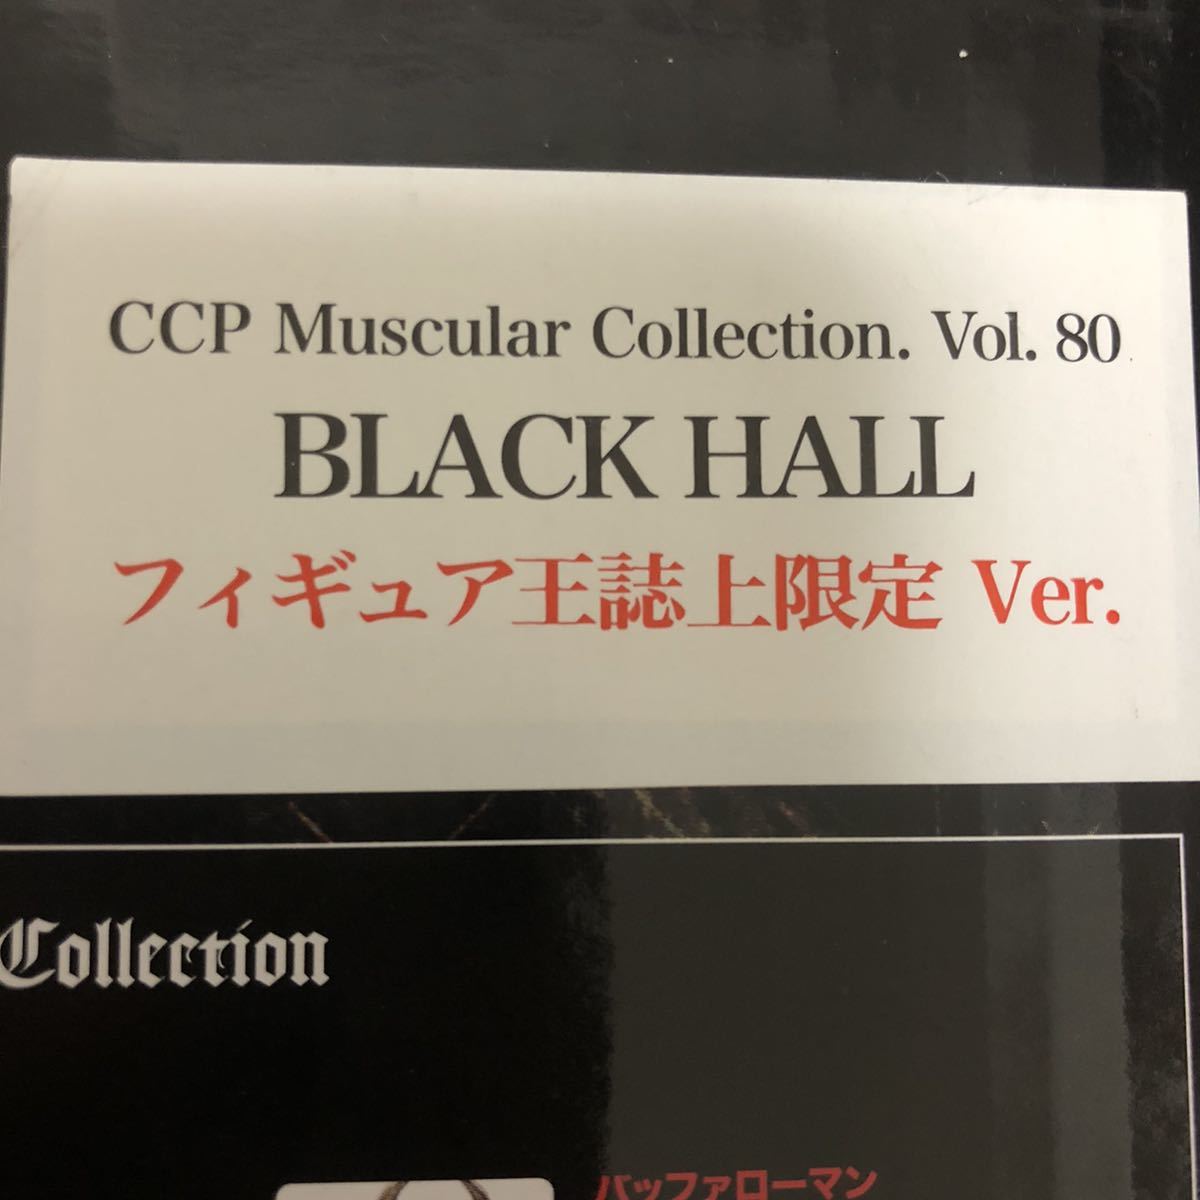 CCP Muscular Collection. Vol. 80
BLACK HALL
フィギュア王誌上限定 Ver.
Collection
バッファローマン